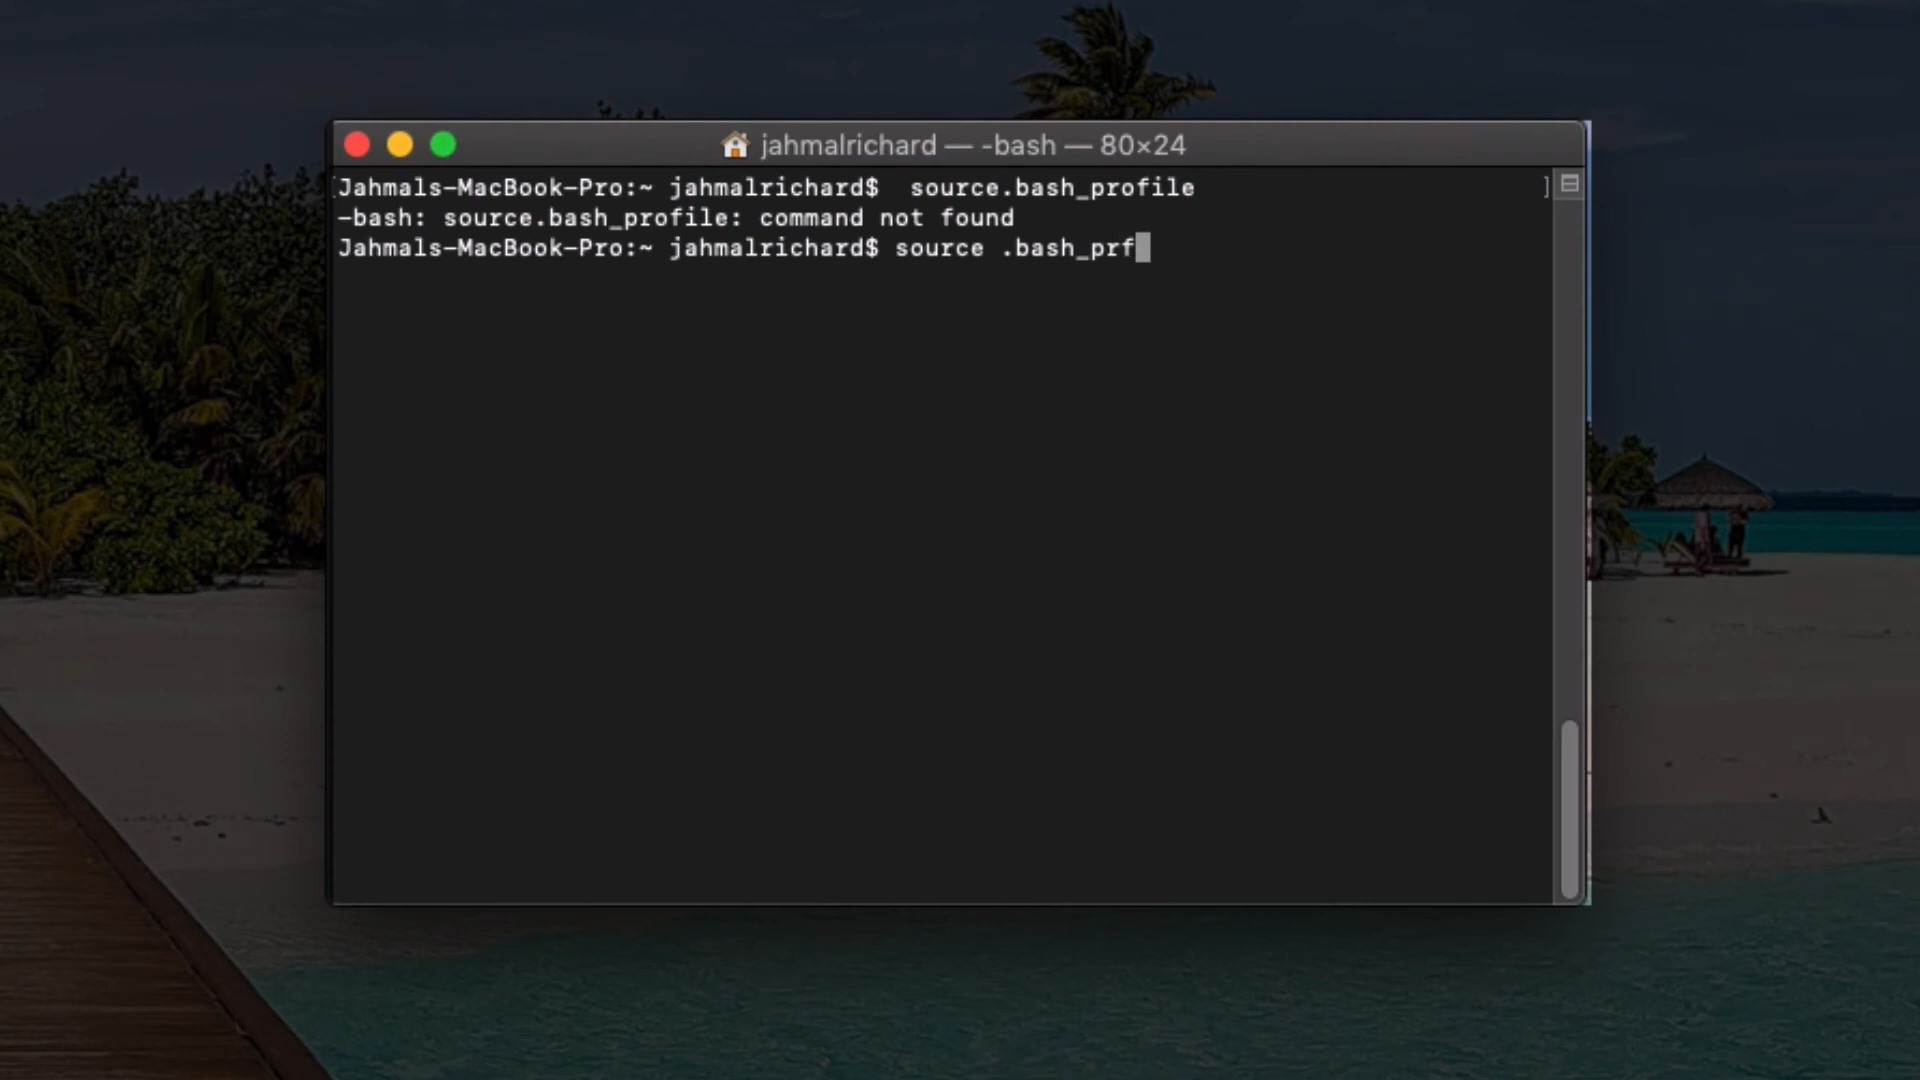 jahmalrichard — -bash — 80×24
Jahmals-MacBook-Pro:~ jahmalrichard$  source.bash_profile
-bash: source.bash_profile: command not found
Jahmals-MacBook-Pro:~ jahmalrichard$ source .bash_prf